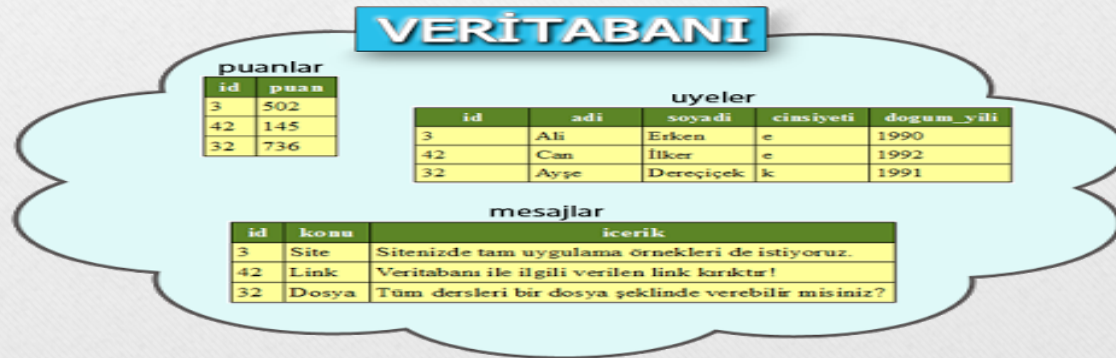 VERİTABANI
puanlar
id puan
3 502
42 145
32 736
uyeler
id adi soyadi cinsiyeti dogum_yili
3 Ali Erken e 1990
42 Can İlker e 1992
32 Ayşe Dereçiçek k 1991
mesajlar
id konu icerik
3 Site Sitenizde tam uygulama örnekleri de istiyoruz.
42 Link Veritabanı ile ilgili verilen link kırıktır!
32 Dosya Tüm dersleri bir dosya şeklinde verebilir misiniz?